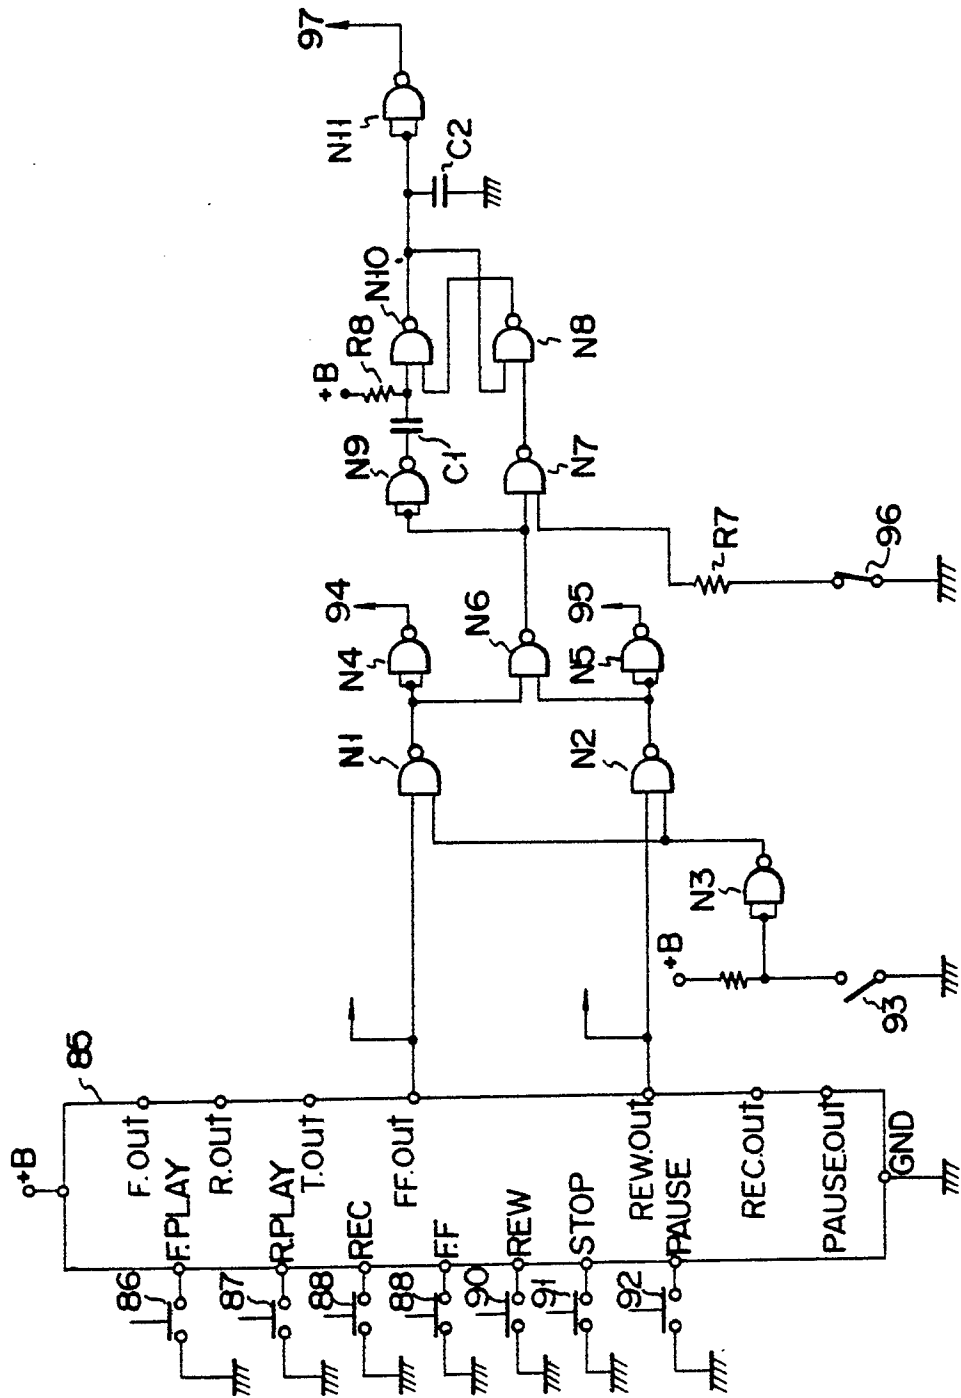 +B
85
F.OUT
R.OUT
T.OUT
FF.OUT
REW.OUT
REC.OUT
PAUSE.OUT
GND
F.PLAY
R.PLAY
REC
F.F
REW
STOP
PAUSE
86
87
88
88
90
91
92
+B
93
N3
N1
N2
N4
94
N5
95
N6
N9
C1
N7
R7
96
+B
R8
N10
N8
C2
N11
97